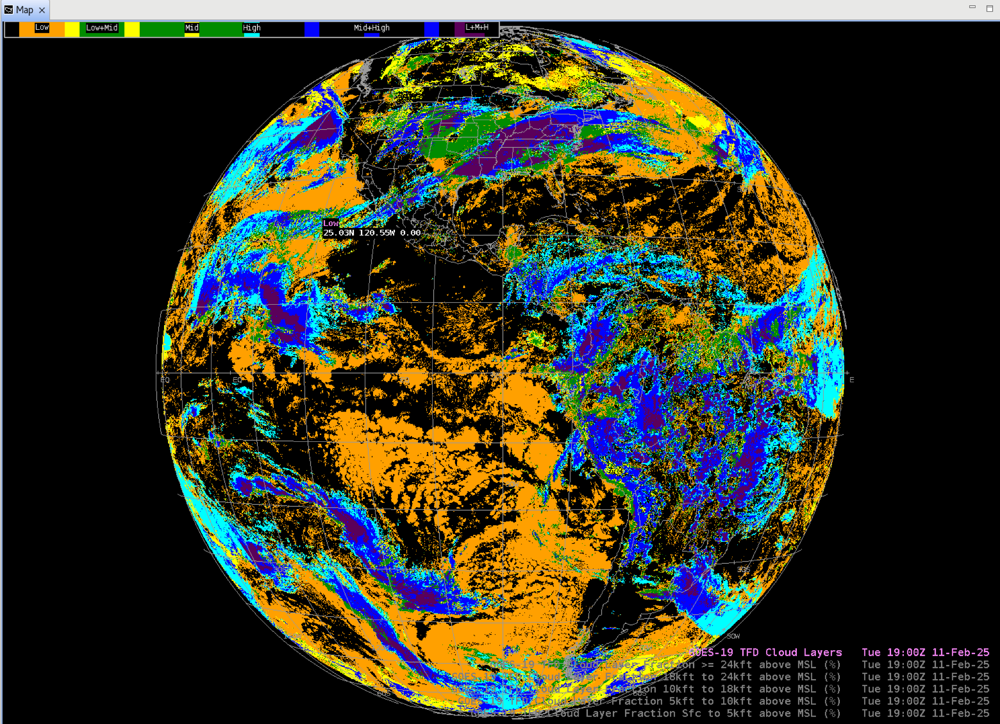 Map
Low Low+Mid Mid High Mid+High L+M+H
Low
25.03N 120.55W 0.00
EQ EQ E
30S 30S
30W
60S 60S
GOES-19 TFD Cloud Layers Tue 19:00Z 11-Feb-25
GOES-19 TFD Cloud Layer Fraction >= 24kft above MSL (%) Tue 19:00Z 11-Feb-25
GOES-19 TFD Cloud Layer Fraction 18kft to 24kft above MSL (%) Tue 19:00Z 11-Feb-25
GOES-19 TFD Cloud Layer Fraction 10kft to 18kft above MSL (%) Tue 19:00Z 11-Feb-25
GOES-19 TFD Cloud Layer Fraction 5kft to 10kft above MSL (%) Tue 19:00Z 11-Feb-25
* GOES-19 TFD Cloud Layer Fraction Sfc to 5kft above MSL (%) Tue 19:00Z 11-Feb-25